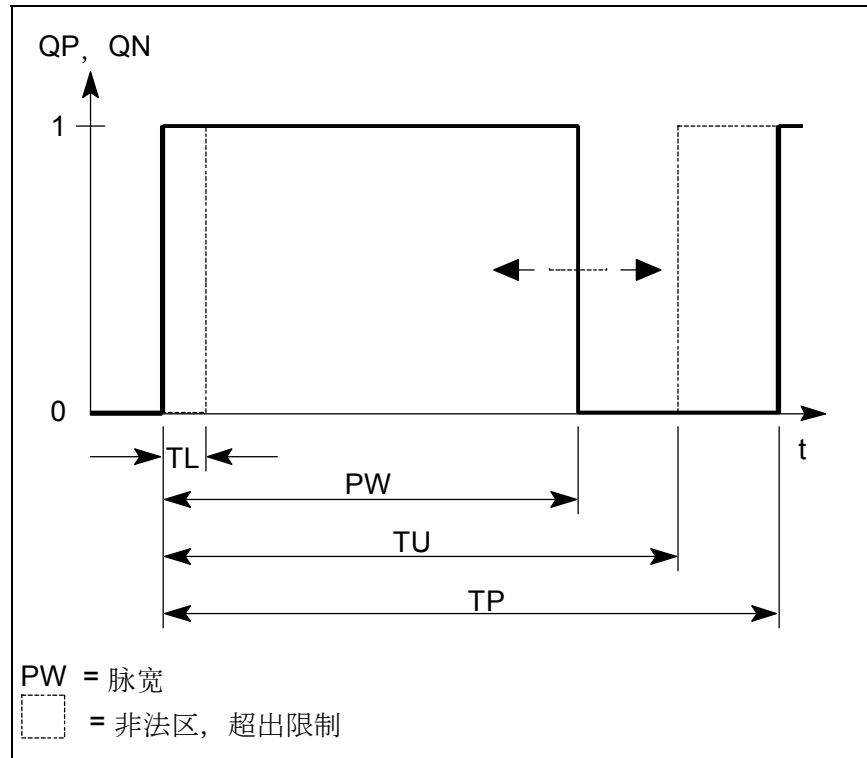 QP，QN
1
0
t
TL
PW
TU
TP
PW = 脉宽
= 非法区，超出限制